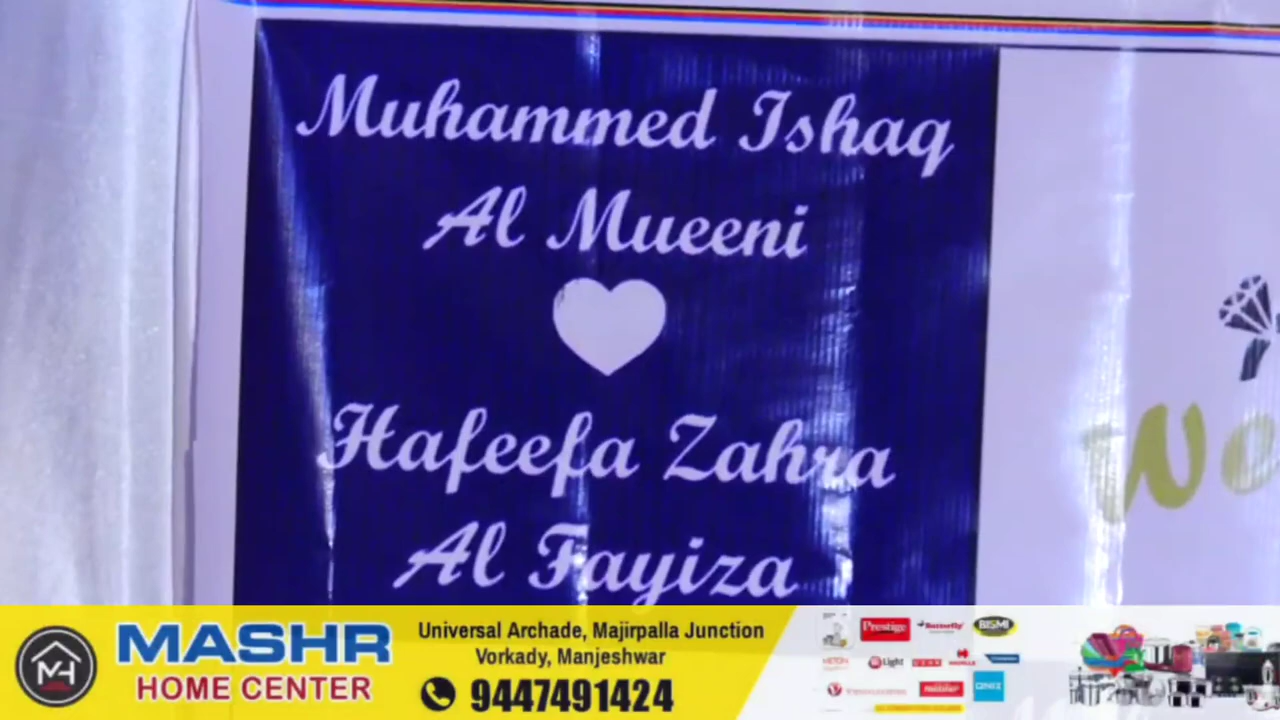 Muhammed Ishaq
Al Mueeni
Hafeefa Zahra
Al Fayiza
MASHR
HOME CENTER
Universal Archade, Majirpalla Junction
Vorkady, Manjeshwar
9447491424
Prestige
Butterfly
BISMI
Light